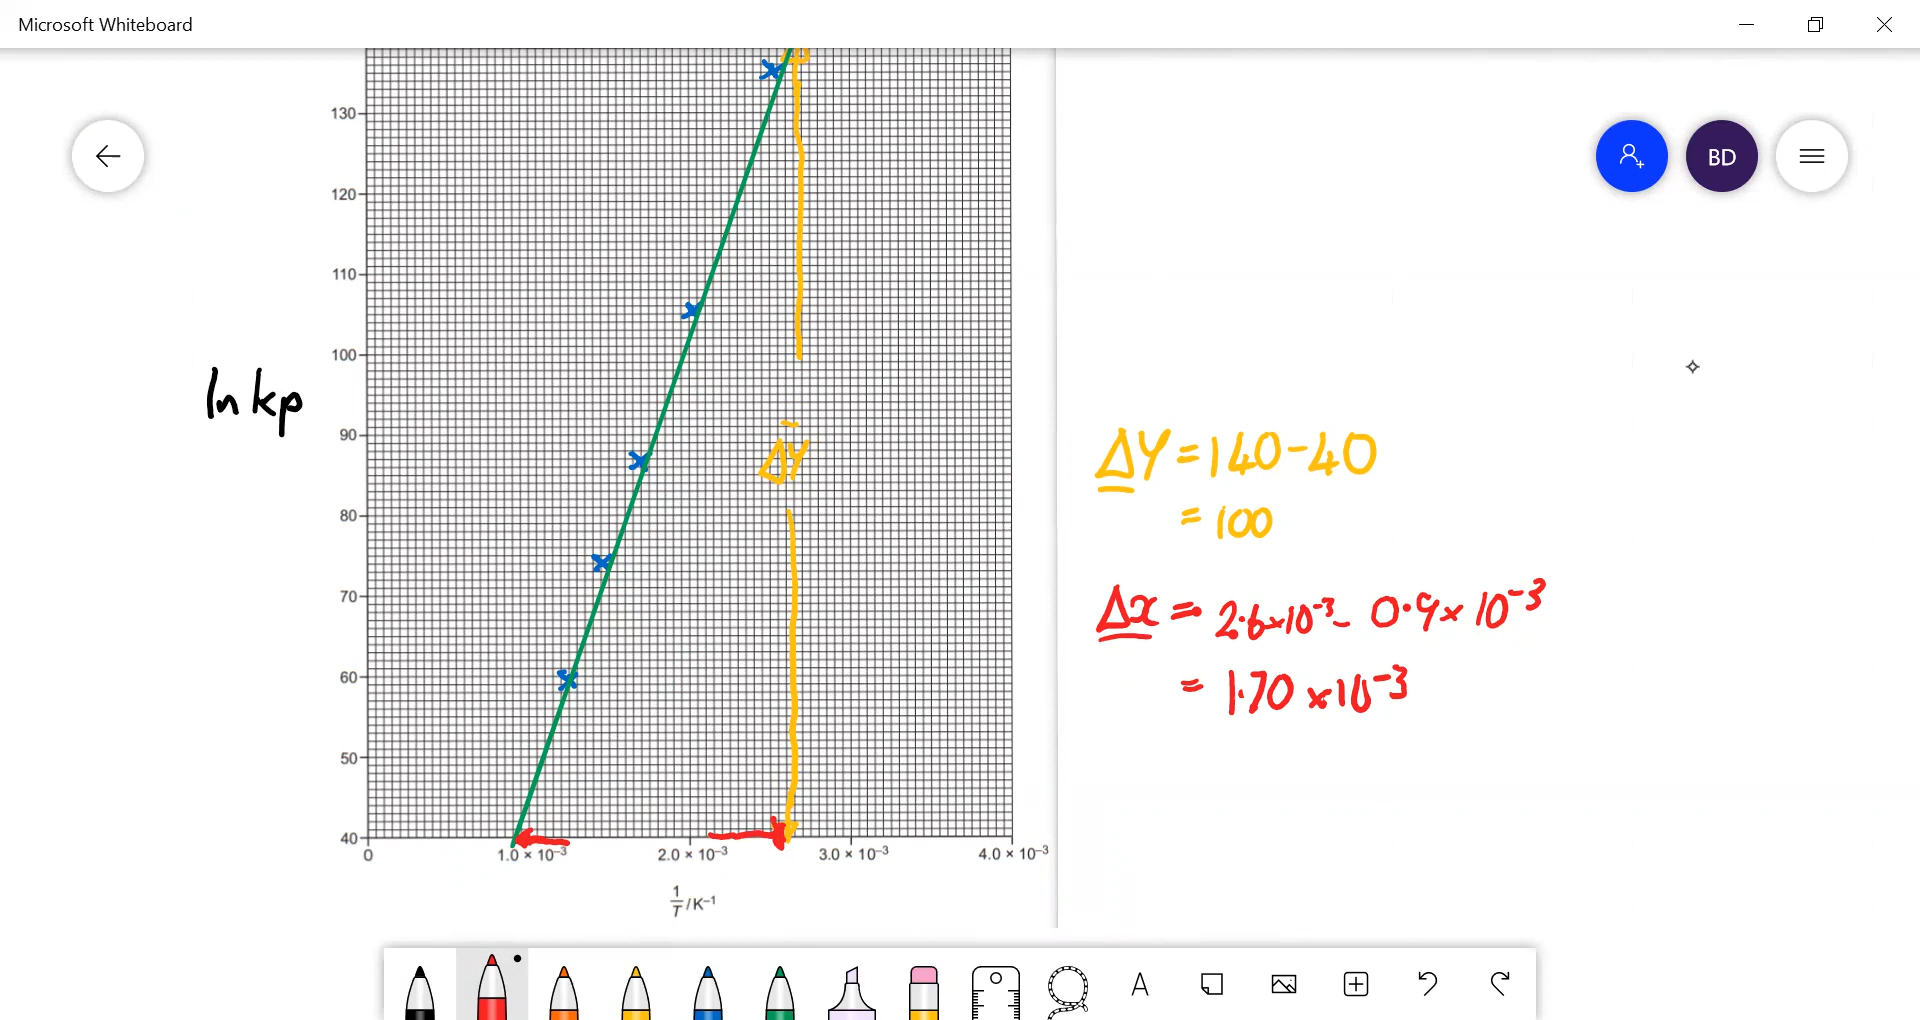 Microsoft Whiteboard
130
120
110
100
90
80
70
60
50
40
ln kp
ΔY
0
1.0 × 10⁻³
2.0 × 10⁻³
3.0 × 10⁻³
4.0 × 10⁻³
1/T /K⁻¹
BD
ΔY = 140 - 40
= 100
Δx = 2.6 × 10⁻³ - 0.9 × 10⁻³
= 1.70 × 10⁻³
A